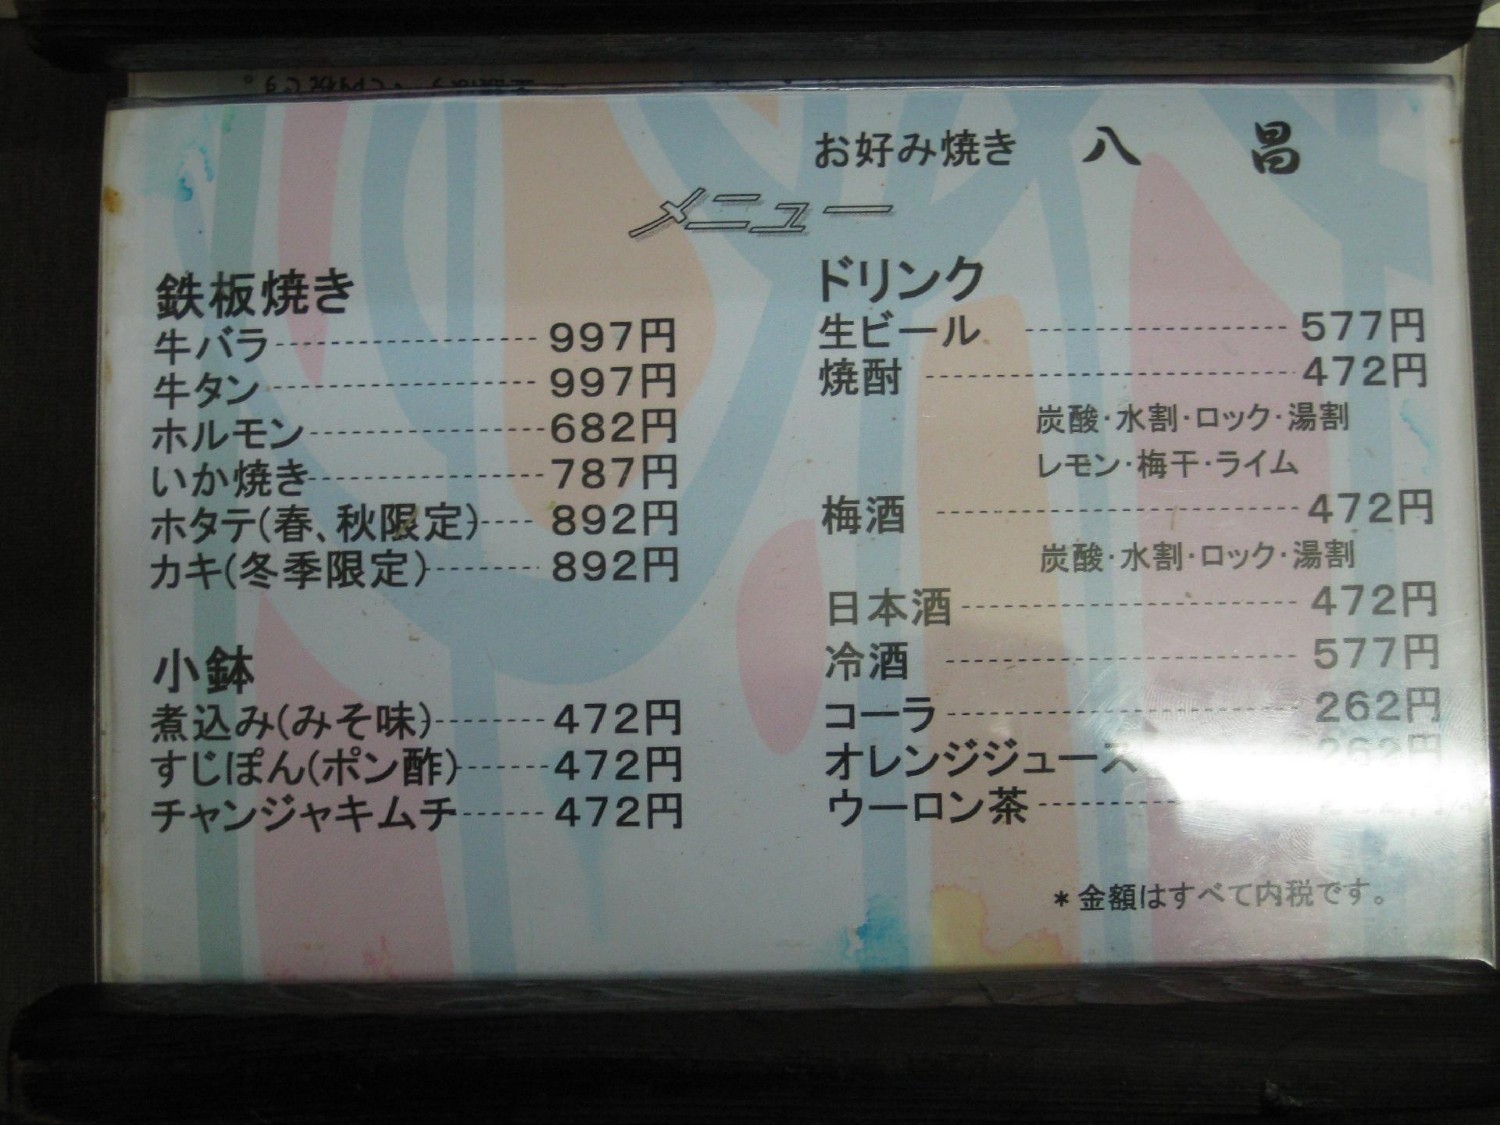 お好み焼き 八 昌
メニュー
鉄板焼き
牛バラ 997円
牛タン 997円
ホルモン 682円
いか焼き 787円
ホタテ(春、秋限定) 892円
カキ(冬季限定) 892円
小鉢
煮込み(みそ味) 472円
すじぽん(ポン酢) 472円
チャンジャキムチ 472円
ドリンク
生ビール 577円
焼酎 472円
炭酸・水割・ロック・湯割
レモン・梅干・ライム
梅酒 472円
炭酸・水割・ロック・湯割
日本酒 472円
冷酒 577円
コーラ 262円
オレンジジュース 262円
ウーロン茶
*金額はすべて内税です。